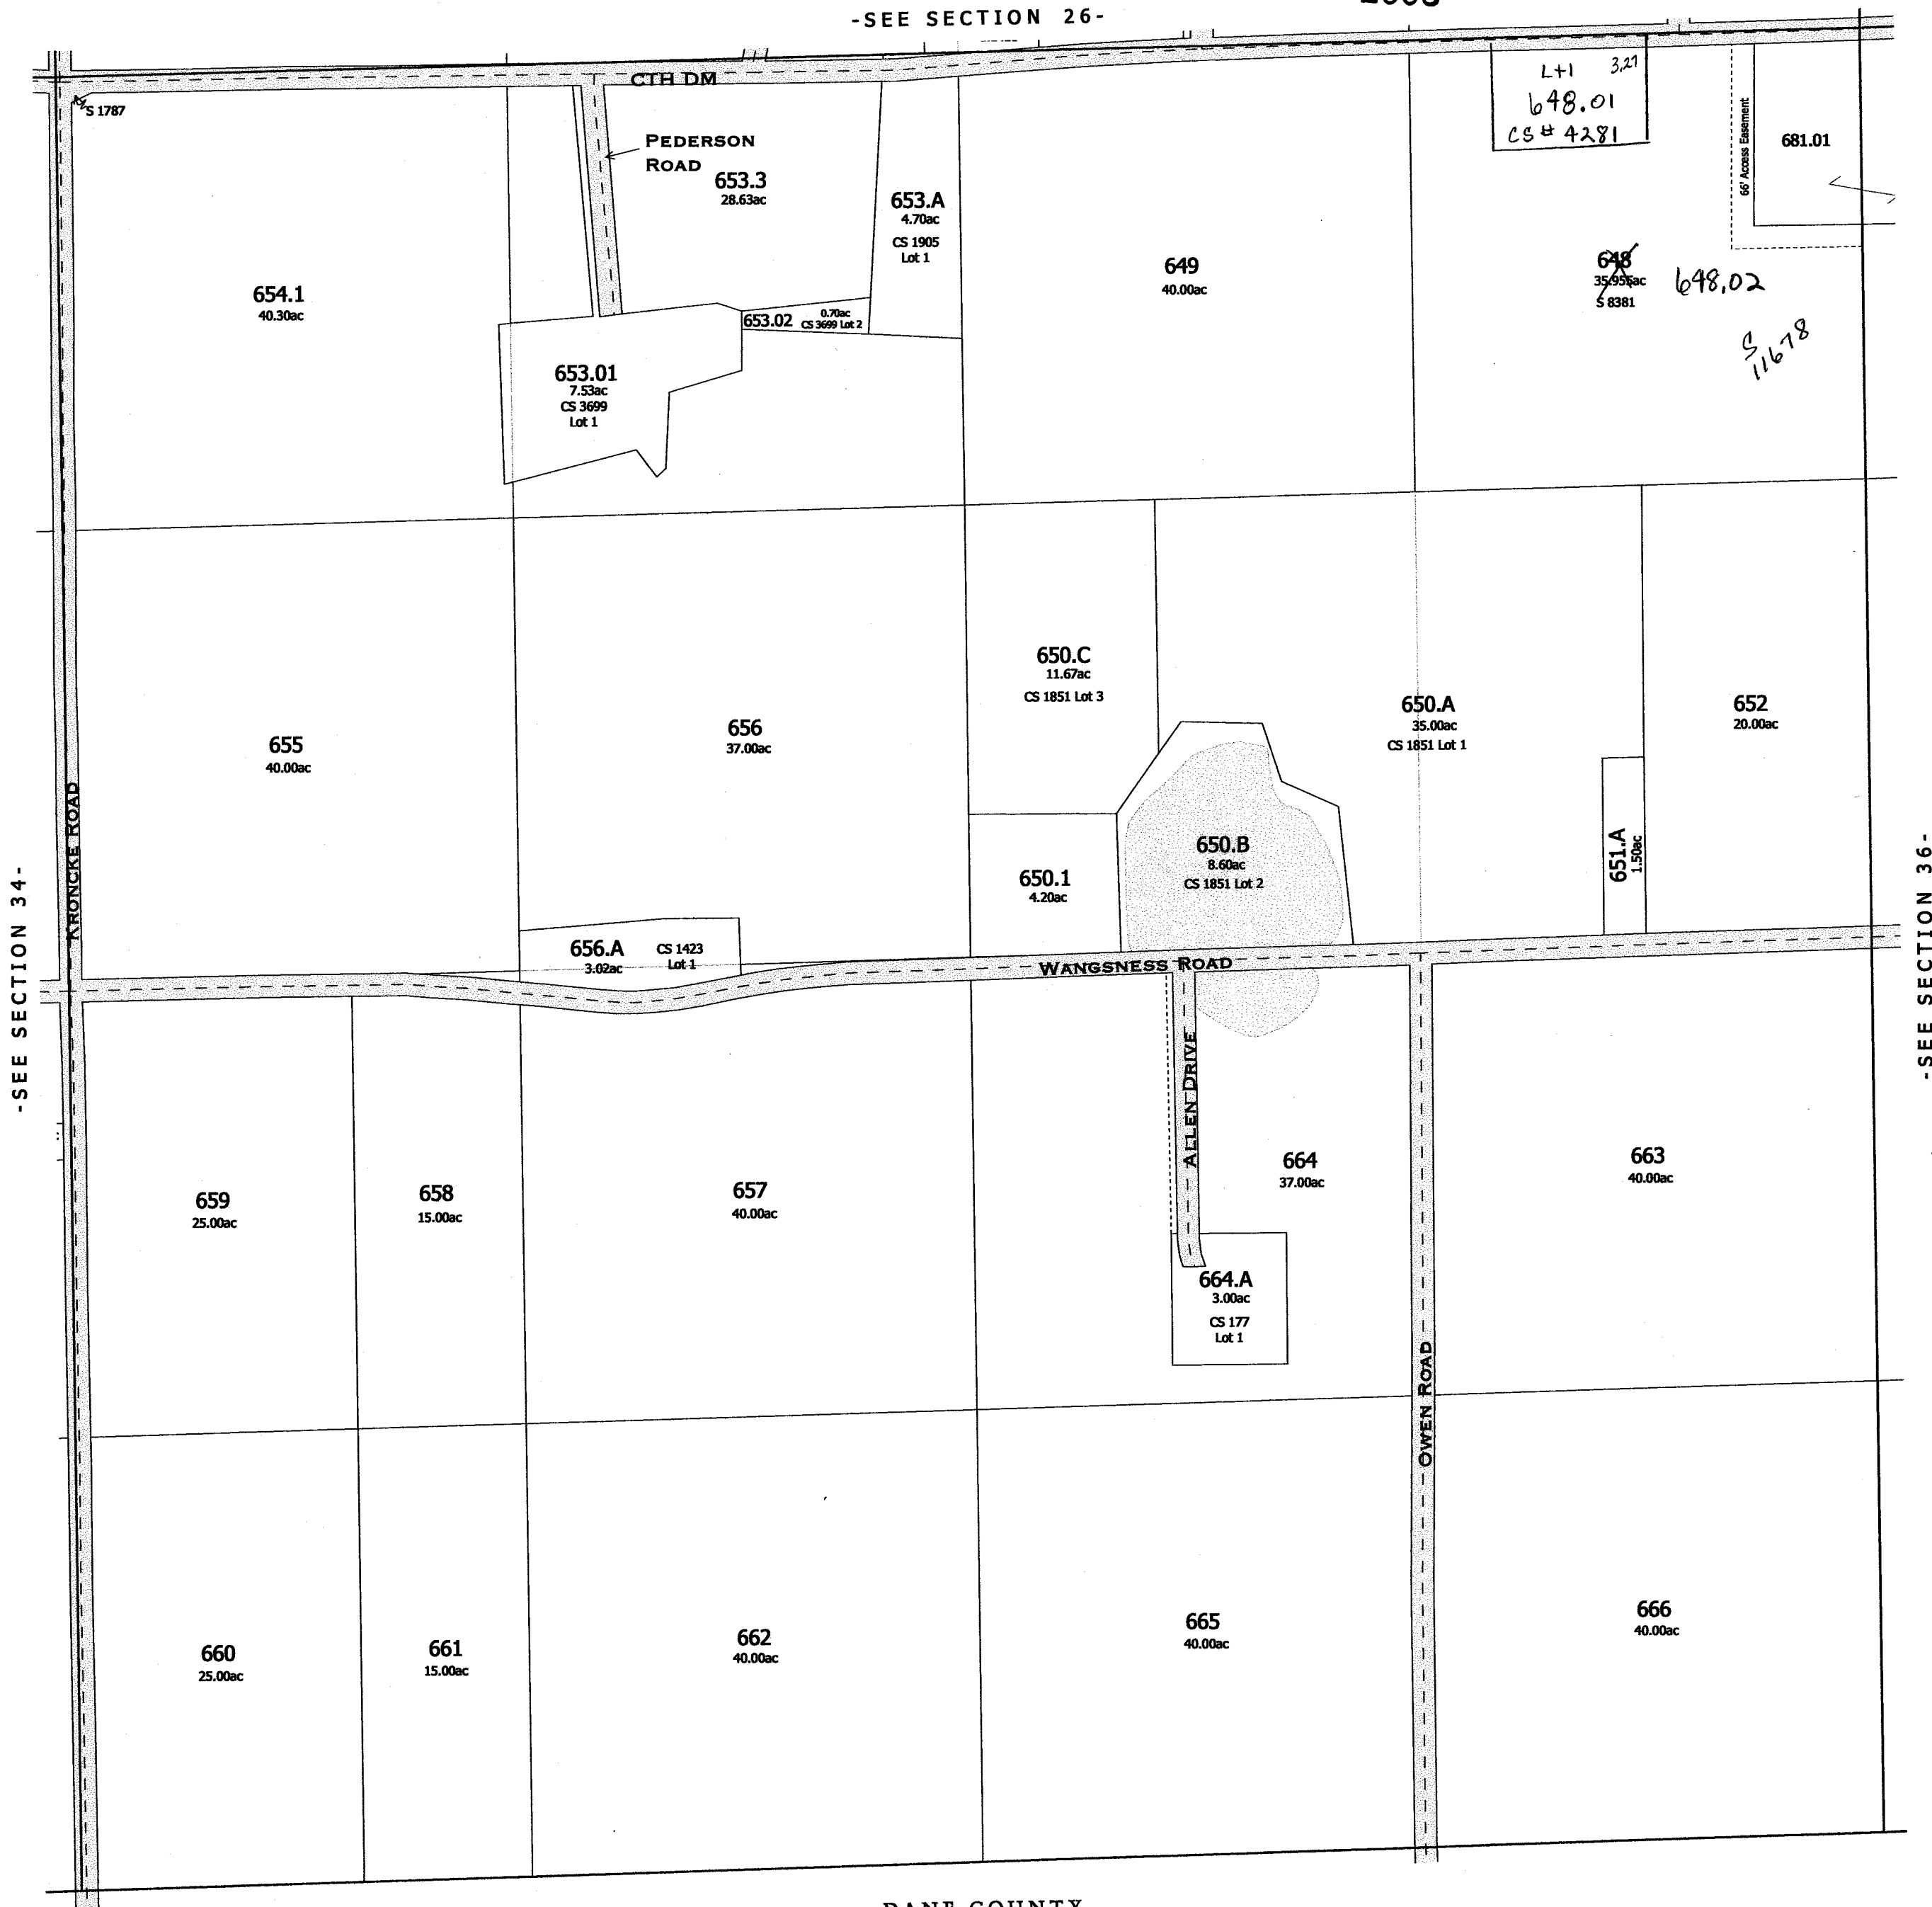 -SEE SECTION 26-
CTH DM
S 1787
PEDERSON
ROAD
L+1 3.27
648.01
CS # 4281
66' Access Easement
681.01
653.3
28.63ac
653.A
4.70ac
CS 1905
Lot 1
654.1
40.30ac
649
40.00ac
648
35.955ac
S 8381
648.02
S 11678
653.02
0.70ac
CS 3699 Lot 2
653.01
7.53ac
CS 3699
Lot 1
655
40.00ac
656
37.00ac
650.C
11.67ac
CS 1851 Lot 3
650.A
35.00ac
CS 1851 Lot 1
652
20.00ac
650.B
8.60ac
CS 1851 Lot 2
650.1
4.20ac
651.A
1.50ac
656.A
3.02ac
CS 1423
Lot 1
KRONCKE ROAD
-SEE SECTION 34-
-SEE SECTION 36-
WANGSNESS ROAD
ALLEN DRIVE
659
25.00ac
658
15.00ac
657
40.00ac
664
37.00ac
663
40.00ac
664.A
3.00ac
CS 177
Lot 1
OWEN ROAD
660
25.00ac
661
15.00ac
662
40.00ac
665
40.00ac
666
40.00ac
DANE COUNTY